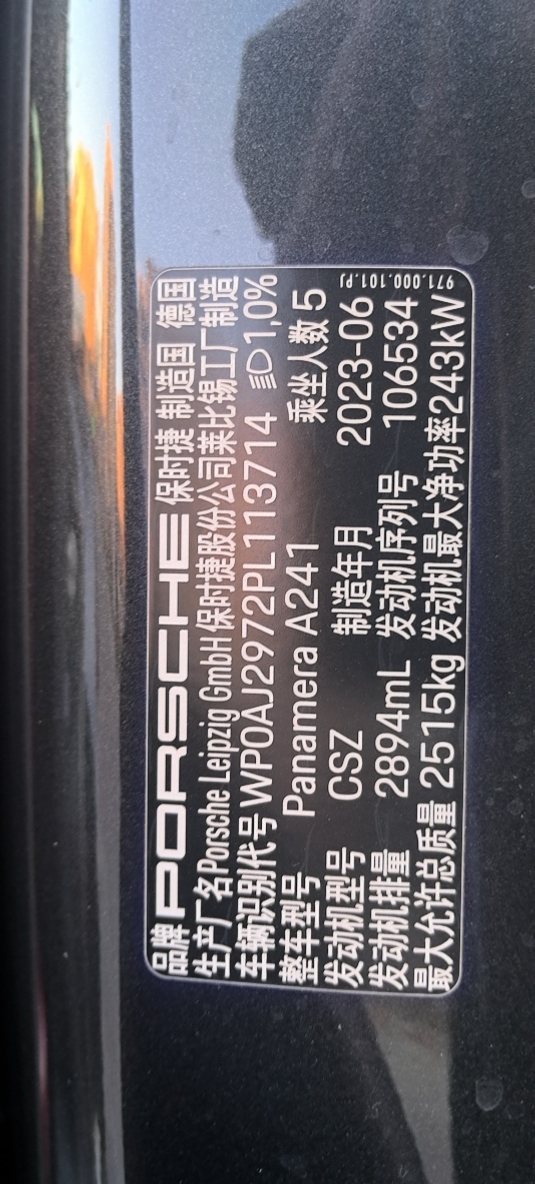 品牌 PORSCHE 保时捷 制造国 德国
生产厂名 Porsche Leipzig GmbH 保时捷股份公司莱比锡工厂制造
车辆识别代号 WP0AJ2972PL113714 1,0%
整车型号 Panamera A241 乘坐人数 5
发动机型号 CSZ 制造年月 2023-06
发动机排量 2894mL 发动机序列号 106534
最大允许总质量 2515kg 发动机最大净功率 243kW
971.000.101.PJ